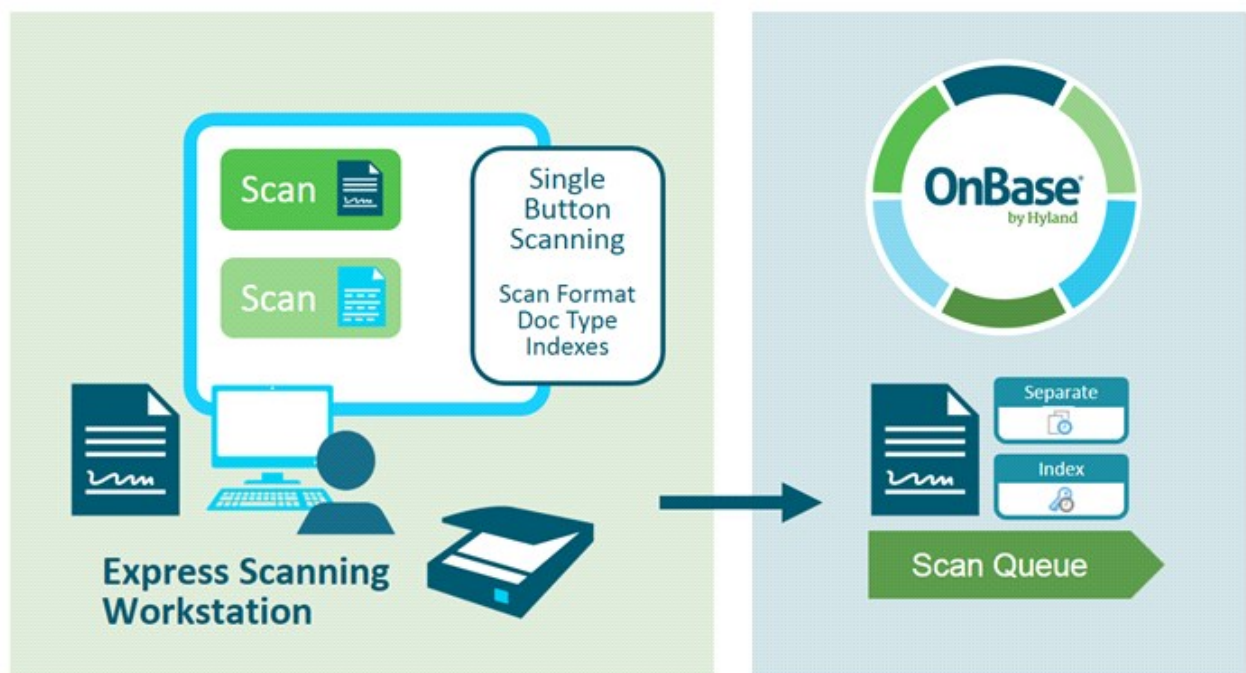 Scan
Scan
Single
Button
Scanning
Scan Format
Doc Type
Indexes
Express Scanning
Workstation
OnBase®
by Hyland
Separate
Index
Scan Queue